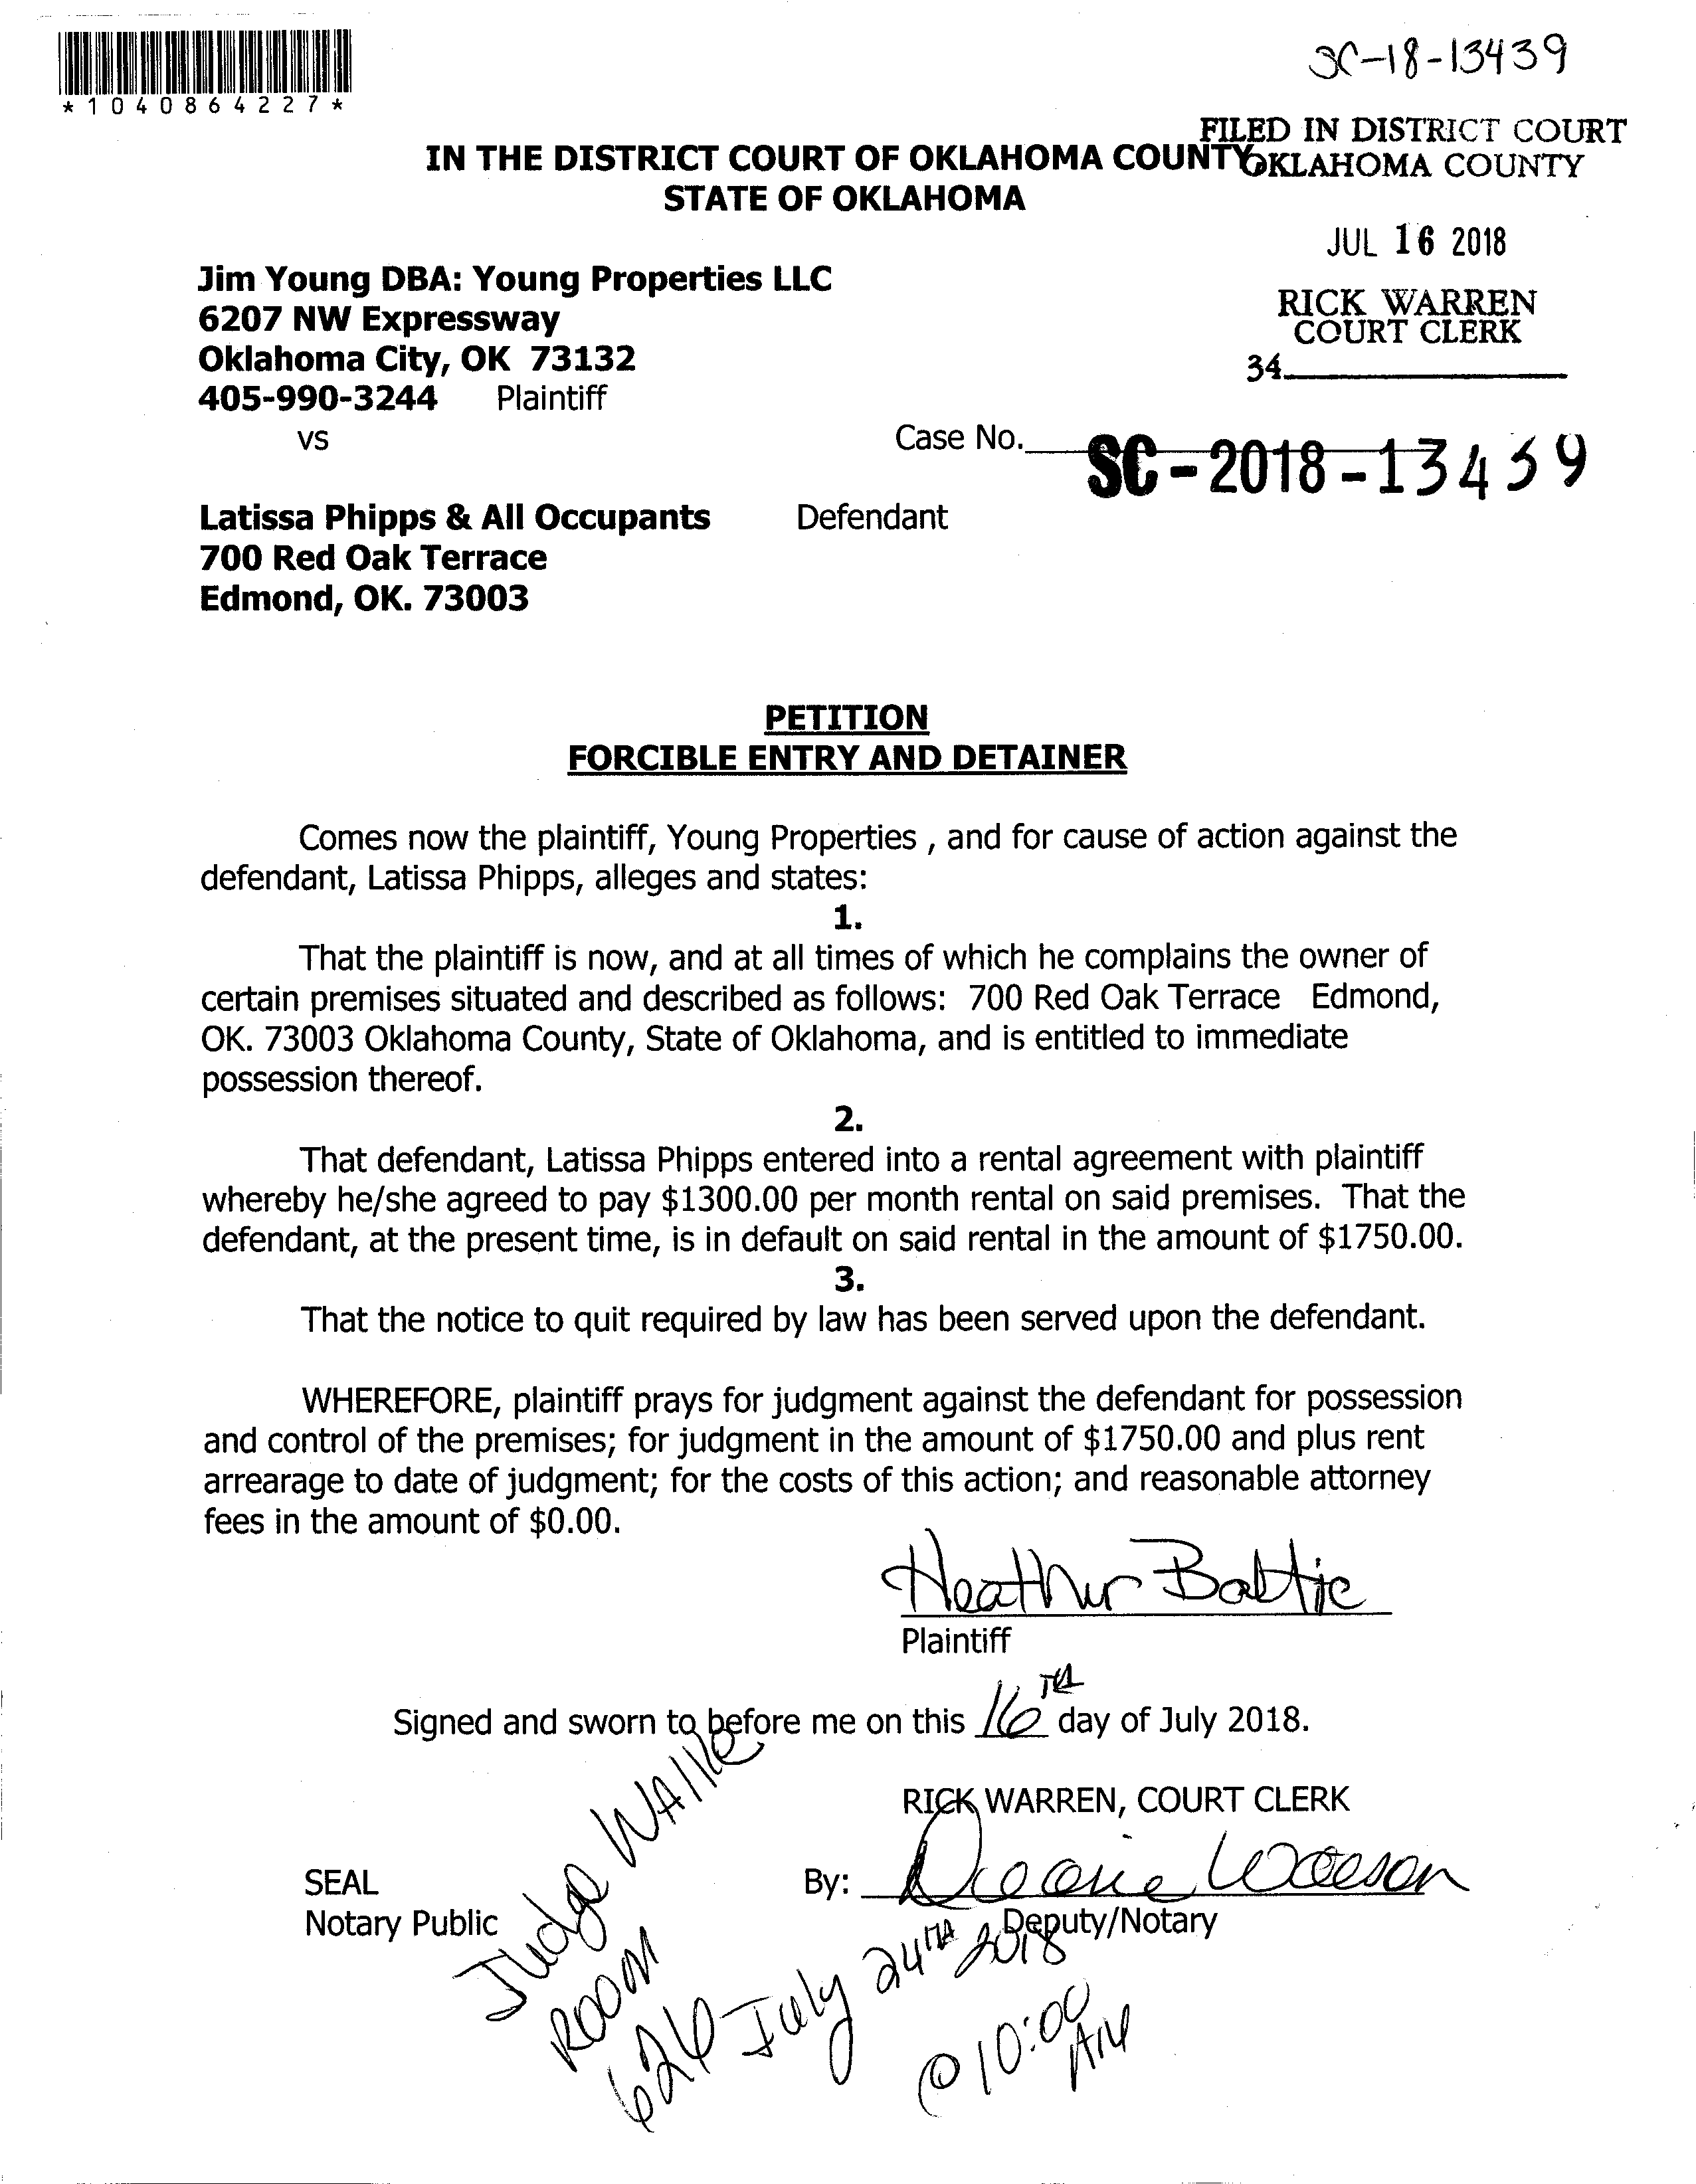 SC-18-13439
*1040864227*
FILED IN DISTRICT COURT
OKLAHOMA COUNTY
IN THE DISTRICT COURT OF OKLAHOMA COUNTY
STATE OF OKLAHOMA
JUL 16 2018
RICK WARREN
COURT CLERK
34
Jim Young DBA: Young Properties LLC
6207 NW Expressway
Oklahoma City, OK 73132
405-990-3244 Plaintiff
vs
Case No. SC-2018-13439
Latissa Phipps & All Occupants Defendant
700 Red Oak Terrace
Edmond, OK. 73003
PETITION
FORCIBLE ENTRY AND DETAINER
Comes now the plaintiff, Young Properties , and for cause of action against the
defendant, Latissa Phipps, alleges and states:
1.
That the plaintiff is now, and at all times of which he complains the owner of
certain premises situated and described as follows: 700 Red Oak Terrace Edmond,
OK. 73003 Oklahoma County, State of Oklahoma, and is entitled to immediate
possession thereof.
2.
That defendant, Latissa Phipps entered into a rental agreement with plaintiff
whereby he/she agreed to pay $1300.00 per month rental on said premises. That the
defendant, at the present time, is in default on said rental in the amount of $1750.00.
3.
That the notice to quit required by law has been served upon the defendant.
WHEREFORE, plaintiff prays for judgment against the defendant for possession
and control of the premises; for judgment in the amount of $1750.00 and plus rent
arrearage to date of judgment; for the costs of this action; and reasonable attorney
fees in the amount of $0.00.
Heather
Plaintiff
Signed and sworn to before me on this 16TH day of July 2018.
RICK WARREN, COURT CLERK
SEAL
By:
Notary Public
Deputy/Notary
Judge
ROOM
626
July 24TH 2018
@ 10:00
AM